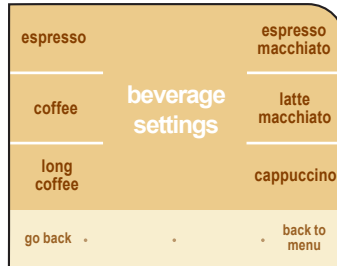 espresso
espresso
macchiato
beverage
settings
coffee
latte
macchiato
long
coffee
cappuccino
go back
back to
menu